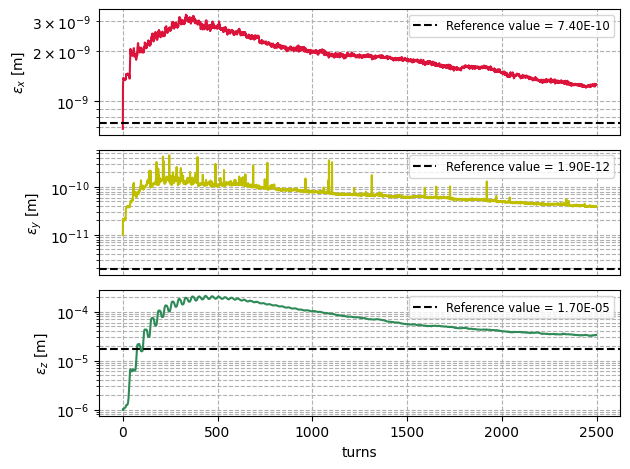 3 × 10⁻⁹
2 × 10⁻⁹
10⁻⁹
εx [m]
Reference value = 7.40E-10
10⁻¹⁰
10⁻¹¹
εy [m]
Reference value = 1.90E-12
10⁻⁴
10⁻⁵
10⁻⁶
εz [m]
Reference value = 1.70E-05
0 500 1000 1500 2000 2500
turns